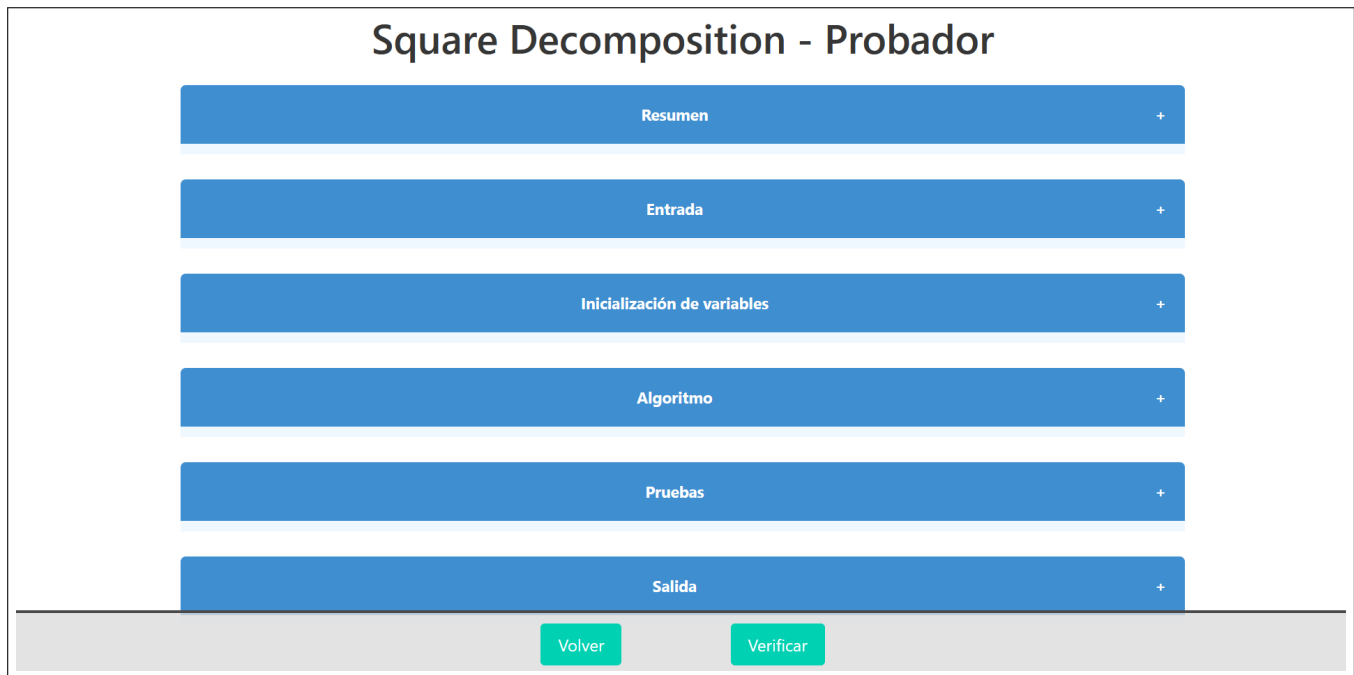 Square Decomposition - Probador
Resumen +
Entrada +
Inicialización de variables +
Algoritmo +
Pruebas +
Salida +
Volver Verificar